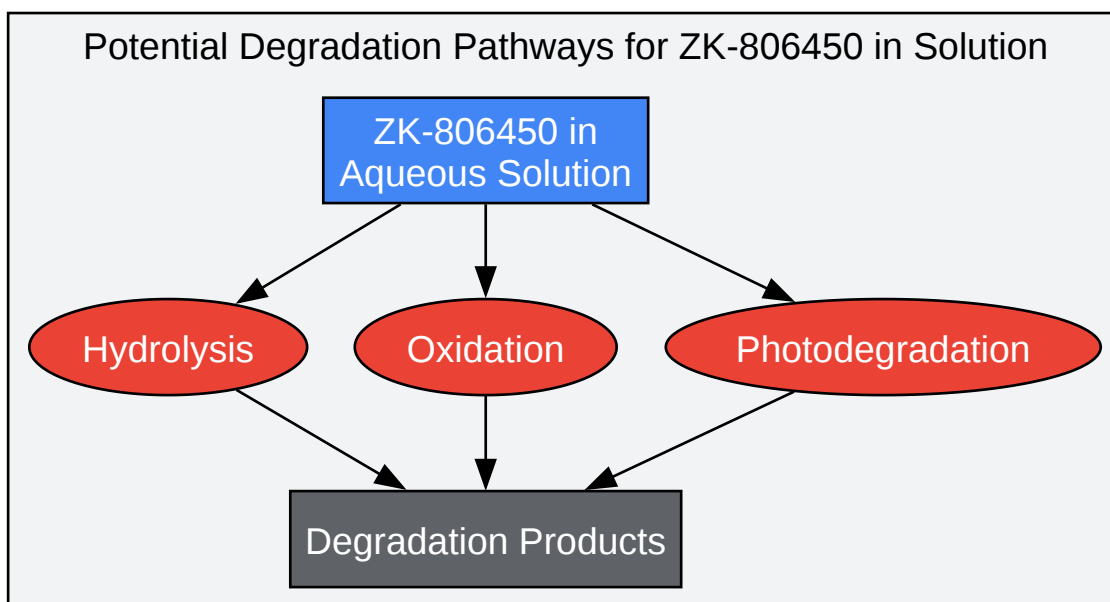 Potential Degradation Pathways for ZK-806450 in Solution
ZK-806450 in
Aqueous Solution
Hydrolysis
Oxidation
Photodegradation
Degradation Products